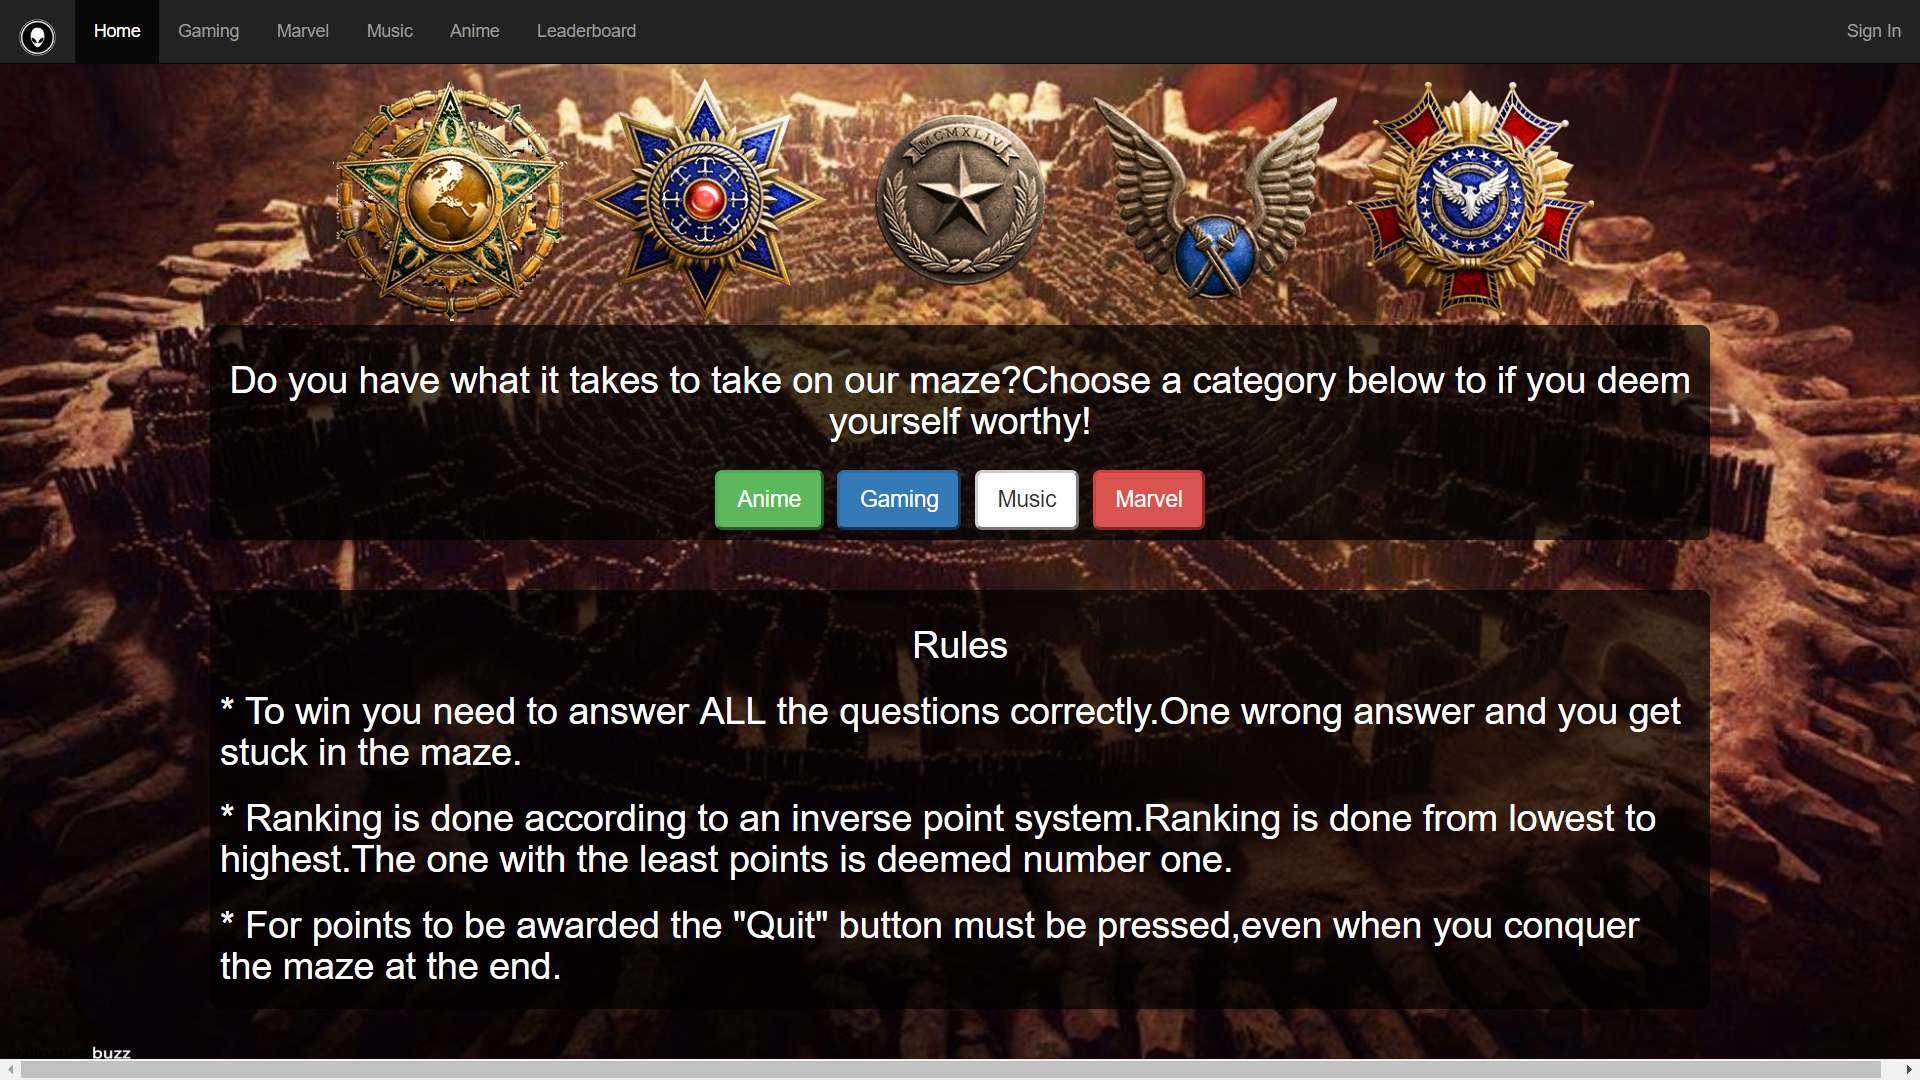 Home Gaming Marvel Music Anime Leaderboard Sign In
MCMXLIV
Do you have what it takes to take on our maze?Choose a category below to if you deem
yourself worthy!
Anime Gaming Music Marvel
Rules
* To win you need to answer ALL the questions correctly.One wrong answer and you get
stuck in the maze.
* Ranking is done according to an inverse point system.Ranking is done from lowest to
highest.The one with the least points is deemed number one.
* For points to be awarded the "Quit" button must be pressed,even when you conquer
the maze at the end.
buzz